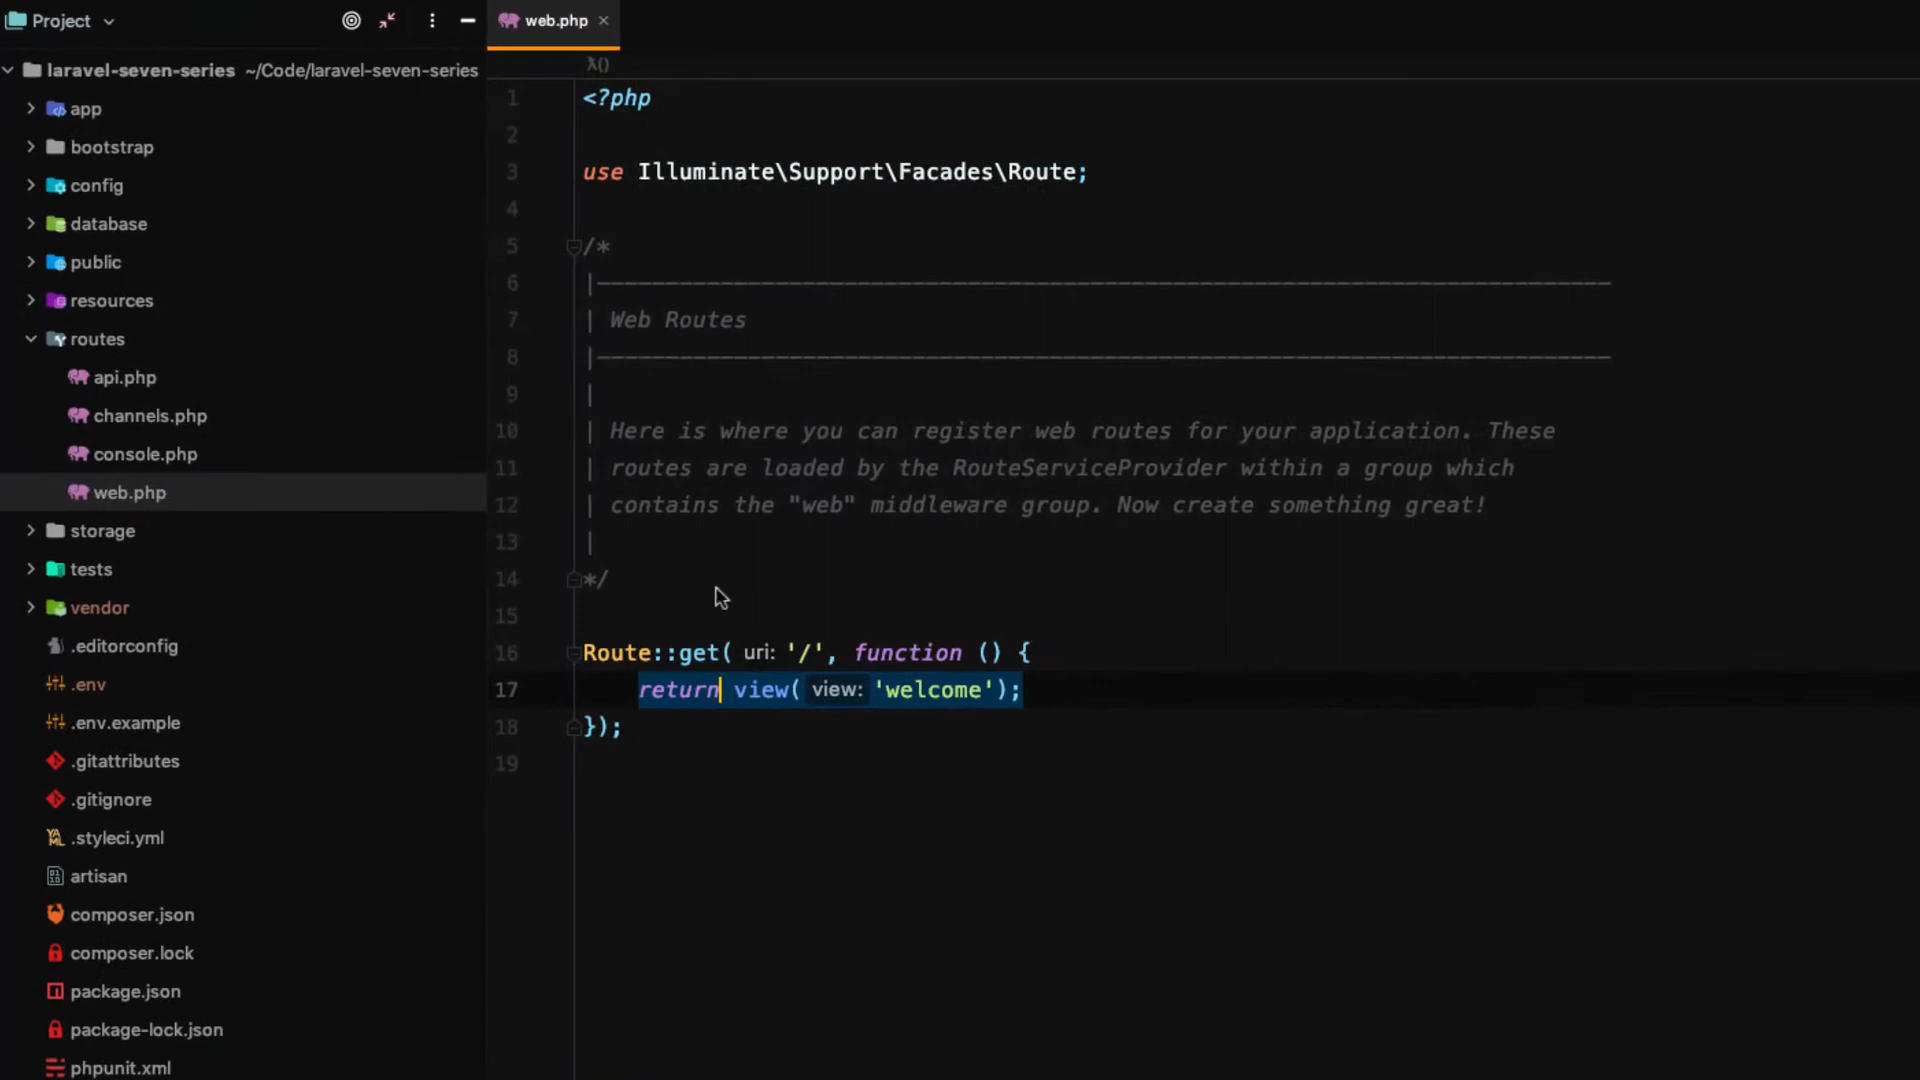 Project
laravel-seven-series ~/Code/laravel-seven-series
app
bootstrap
config
database
public
resources
routes
api.php
channels.php
console.php
web.php
storage
tests
vendor
.editorconfig
.env
.env.example
.gitattributes
.gitignore
.styleci.yml
artisan
composer.json
composer.lock
package.json
package-lock.json
phpunit.xml
web.php
λ()
1 <?php
2
3 use Illuminate\Support\Facades\Route;
4
5 /*
6 |--------------------------------------------------------------------------
7 | Web Routes
8 |--------------------------------------------------------------------------
9 |
10 | Here is where you can register web routes for your application. These
11 | routes are loaded by the RouteServiceProvider within a group which
12 | contains the "web" middleware group. Now create something great!
13 |
14 */
15
16 Route::get( uri: '/', function () {
17 return view( view: 'welcome');
18 });
19